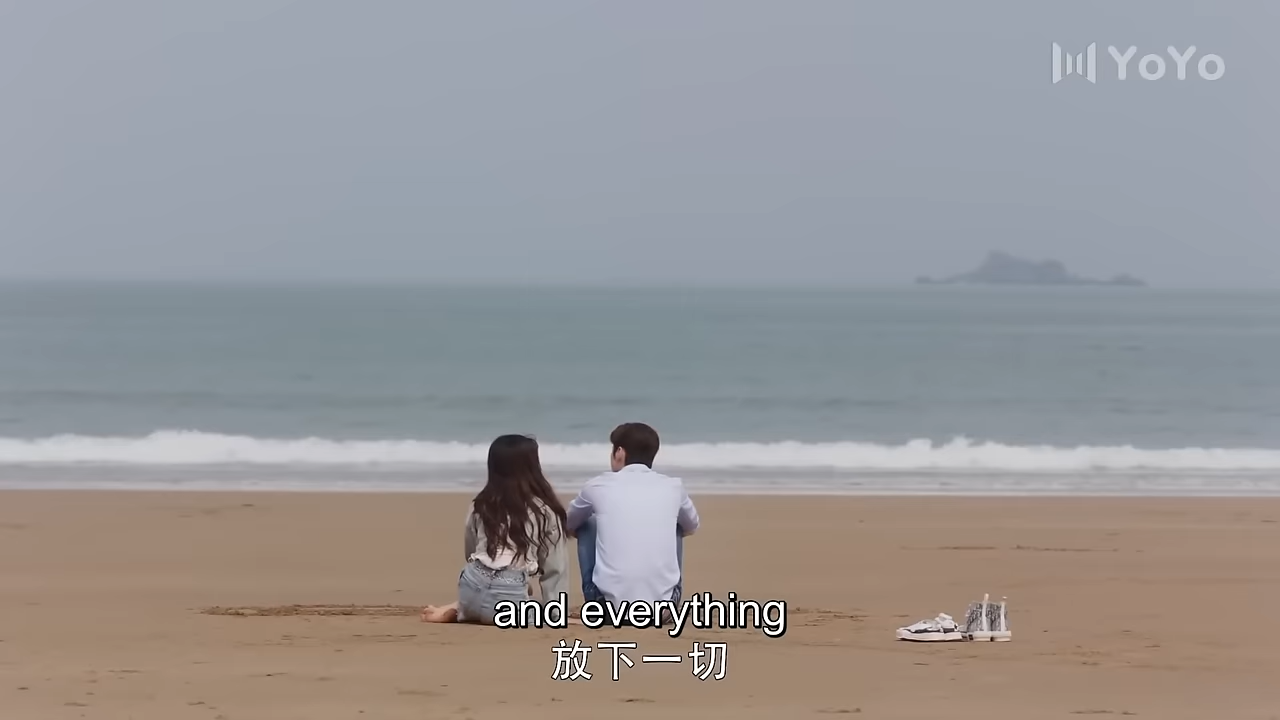 YoYo
and everything
放下一切